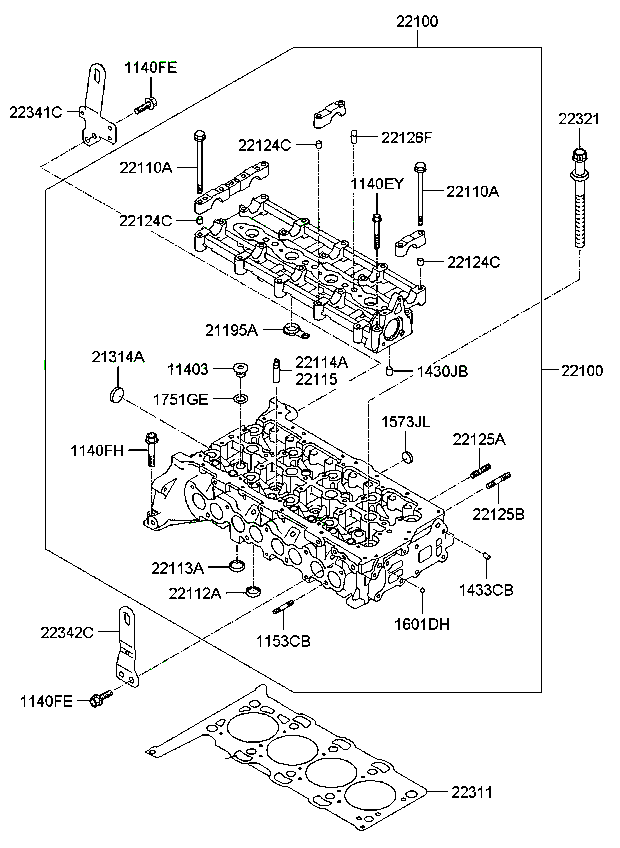 22100
1140FE
22341C
22321
22124C
22126F
22110A
1140EY
22110A
22124C
22124C
21195A
21314A
11403
22114A
22115
1430JB
22100
1751GE
1573JL
1140FH
22125A
22125B
22113A
22112A
1433CB
22342C
1153CB
1601DH
1140FE
22311